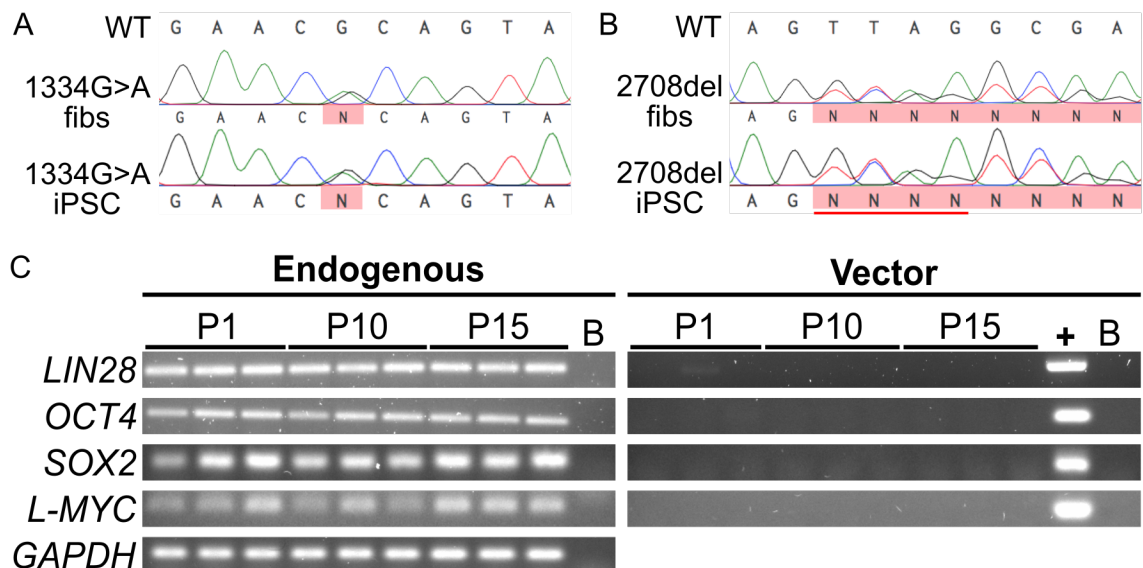 A
WT G A A C G C A G T A
1334G>A
fibs
G A A C N C A G T A
1334G>A
iPSC
G A A C N C A G T A
B
WT A G T T A G G C G A
2708del
fibs
A G N N N N N N N N
2708del
iPSC
A G N N N N N N N N
C
Endogenous Vector
P1 P10 P15 B P1 P10 P15 + B
LIN28
OCT4
SOX2
L-MYC
GAPDH